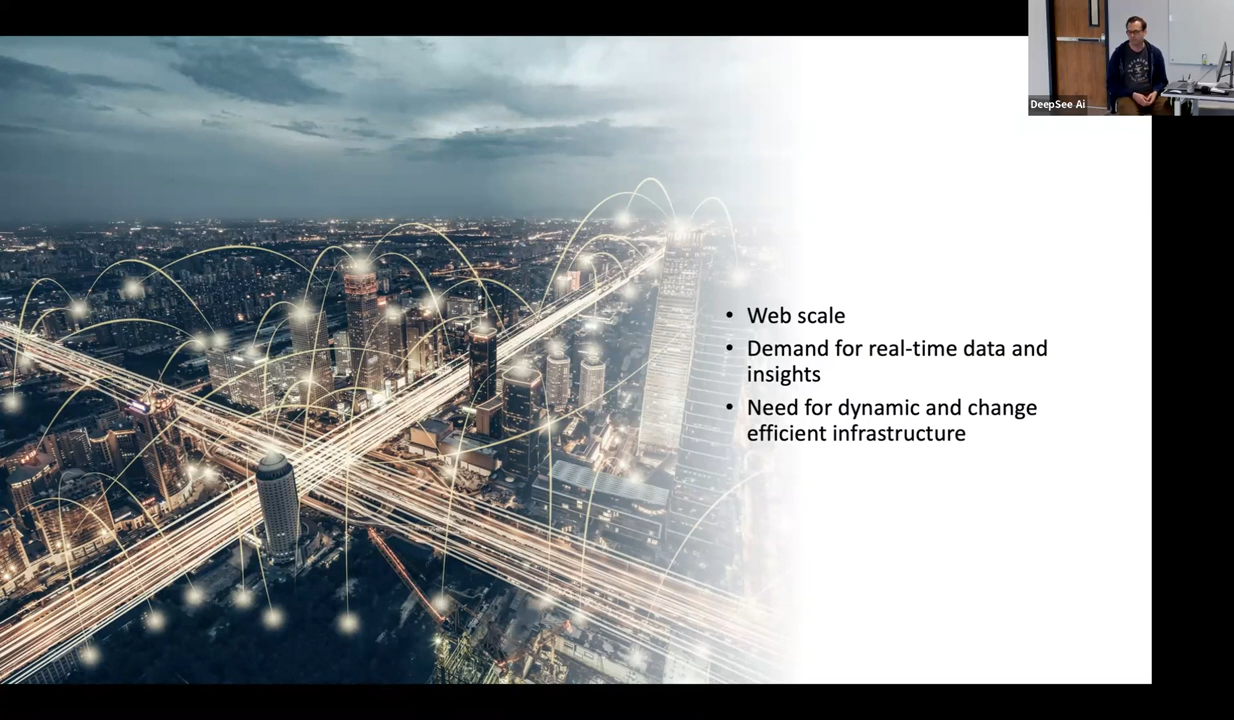 DeepSee Ai
• Web scale
• Demand for real-time data and
insights
• Need for dynamic and change
efficient infrastructure